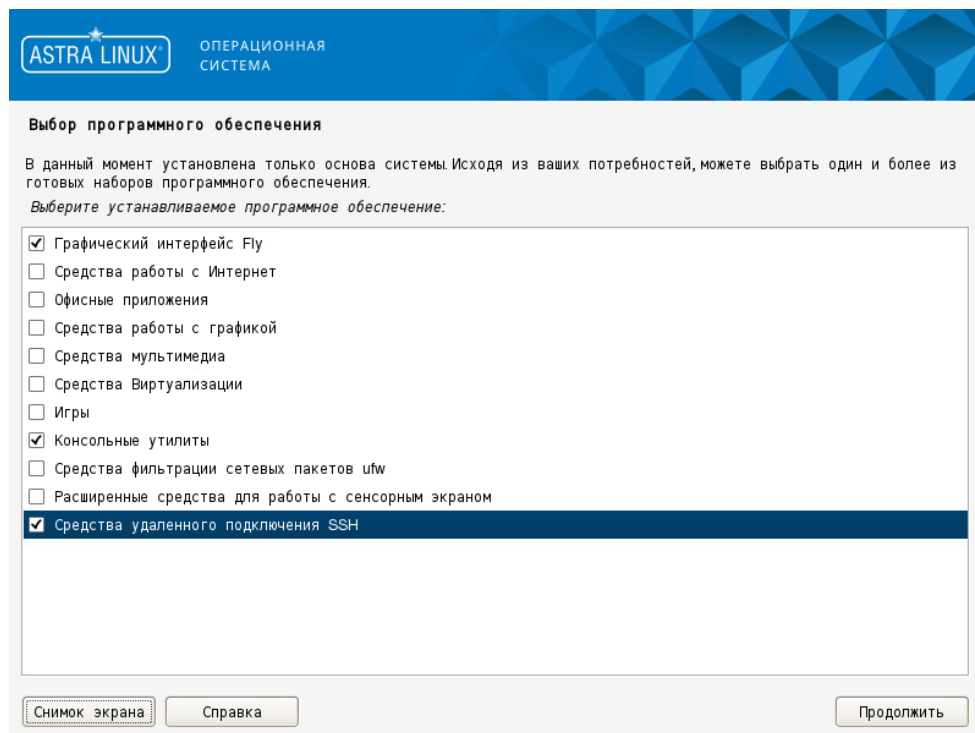 ASTRA LINUX®
ОПЕРАЦИОННАЯ
СИСТЕМА
Выбор программного обеспечения
В данный момент установлена только основа системы. Исходя из ваших потребностей, можете выбрать один и более из
готовых наборов программного обеспечения.
Выберите устанавливаемое программное обеспечение:
Графический интерфейс Fly
Средства работы с Интернет
Офисные приложения
Средства работы с графикой
Средства мультимедиа
Средства Виртуализации
Игры
Консольные утилиты
Средства фильтрации сетевых пакетов ufw
Расширенные средства для работы с сенсорным экраном
Средства удаленного подключения SSH
Снимок экрана
Справка
Продолжить